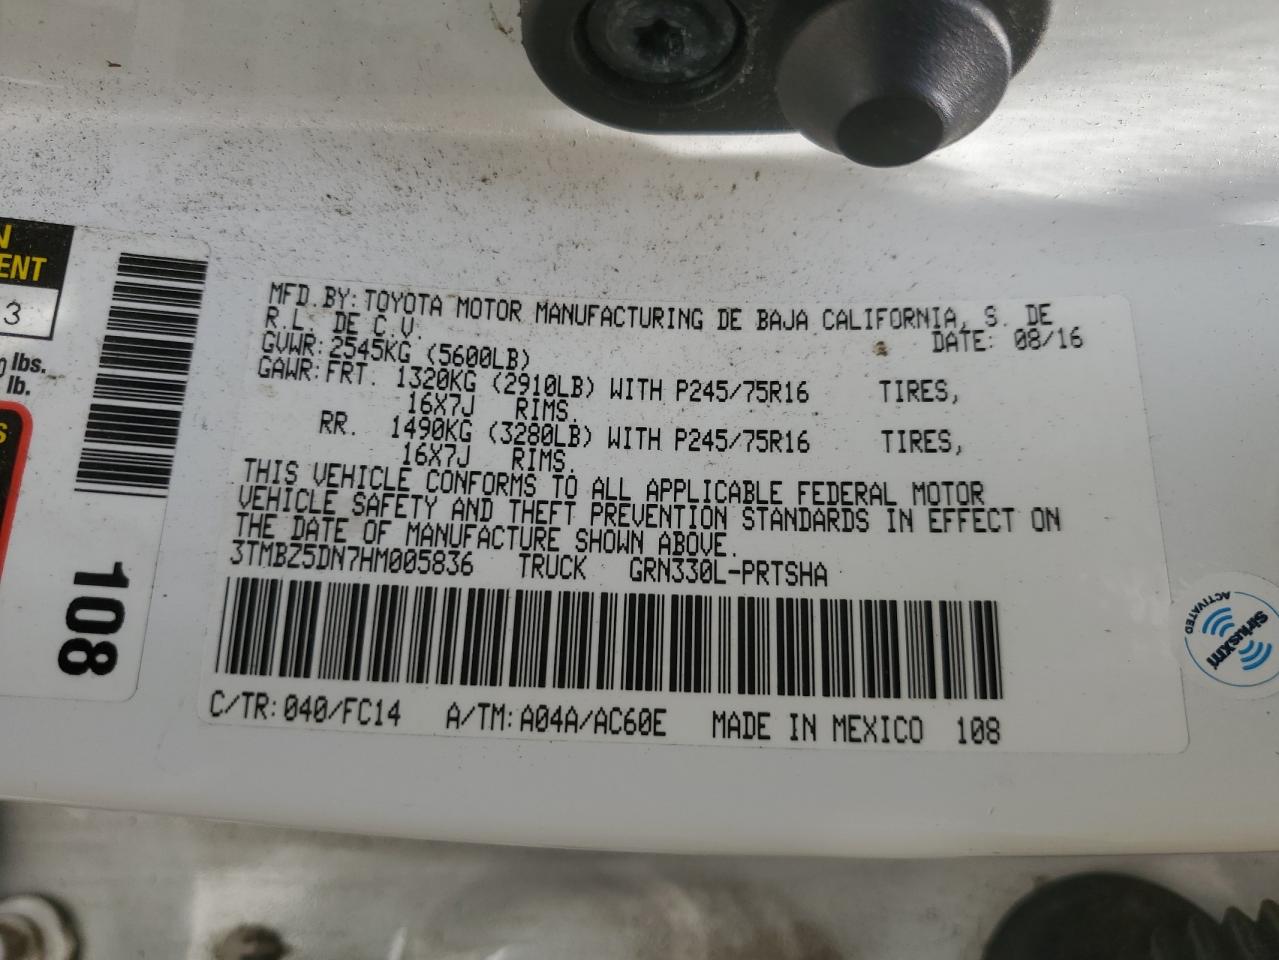 MFD. BY: TOYOTA MOTOR MANUFACTURING DE BAJA CALIFORNIA, S. DE
R.L. DE C.V.
DATE: 08/16
GVWR: 2545KG (5600LB)
GAWR: FRT. 1320KG (2910LB) WITH P245/75R16 TIRES,
16X7J RIMS.
RR. 1490KG (3280LB) WITH P245/75R16 TIRES,
16X7J RIMS.
THIS VEHICLE CONFORMS TO ALL APPLICABLE FEDERAL MOTOR
VEHICLE SAFETY AND THEFT PREVENTION STANDARDS IN EFFECT ON
THE DATE OF MANUFACTURE SHOWN ABOVE.
3TMBZ5DN7HM005836 TRUCK GRN330L-PRTSHA
C/TR: 040/FC14 A/TM: A04A/AC60E MADE IN MEXICO 108
N
ENT
3
0 lbs.
lb.
S
108
SiriusXM
ACTIVATED